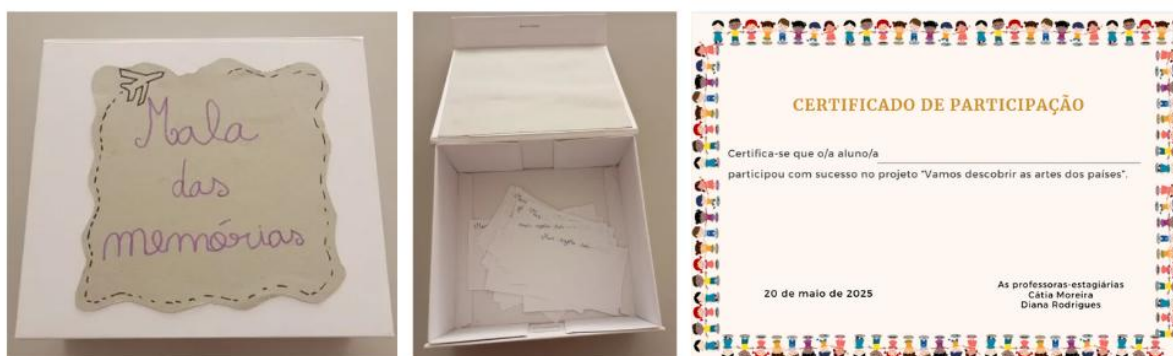 Mala
das
memórias
CERTIFICADO DE PARTICIPAÇÃO
Certifica-se que o/a aluno/a
participou com sucesso no projeto "Vamos descobrir as artes dos países".
20 de maio de 2025
As professoras-estagiárias
Cátia Moreira
Diana Rodrigues